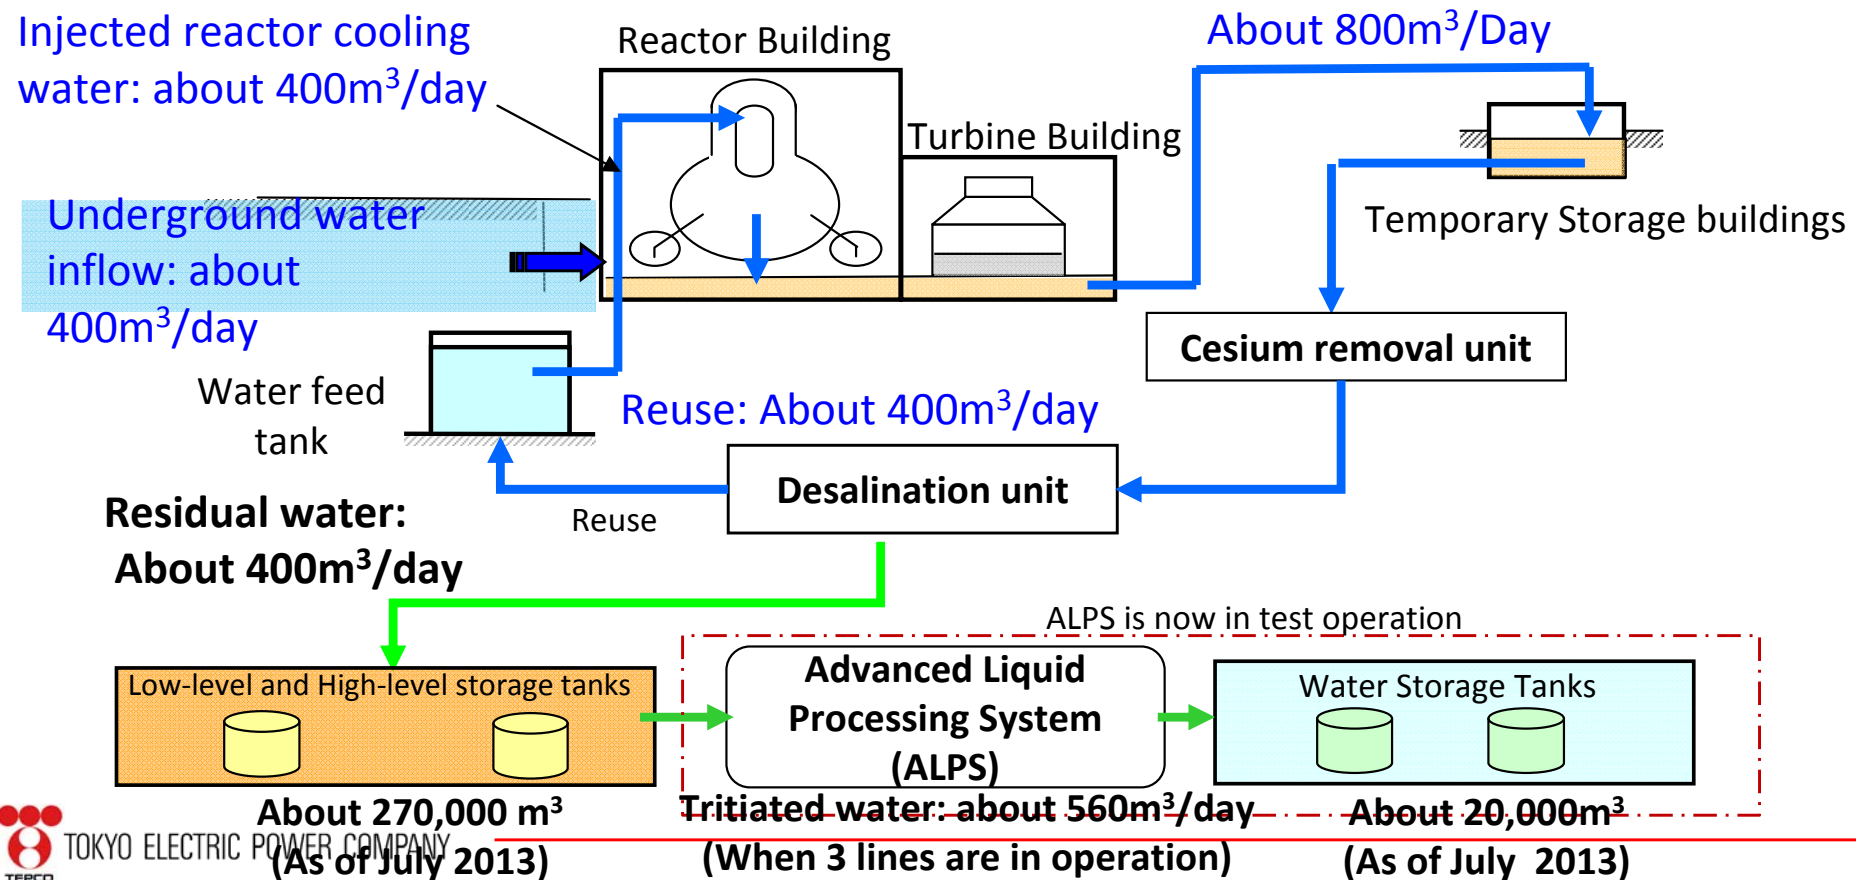 Injected reactor cooling
water: about 400m³/day
Reactor Building
About 800m³/Day
Turbine Building
Underground water
inflow: about
400m³/day
Temporary Storage buildings
Cesium removal unit
Water feed
tank
Reuse: About 400m³/day
Desalination unit
Reuse
Residual water:
About 400m³/day
ALPS is now in test operation
Low-level and High-level storage tanks
Advanced Liquid
Processing System
(ALPS)
Water Storage Tanks
About 270,000 m³
(As of July 2013)
Tritiated water: about 560m³/day
(When 3 lines are in operation)
About 20,000m³
(As of July 2013)
TOKYO ELECTRIC POWER COMPANY
TEPCO